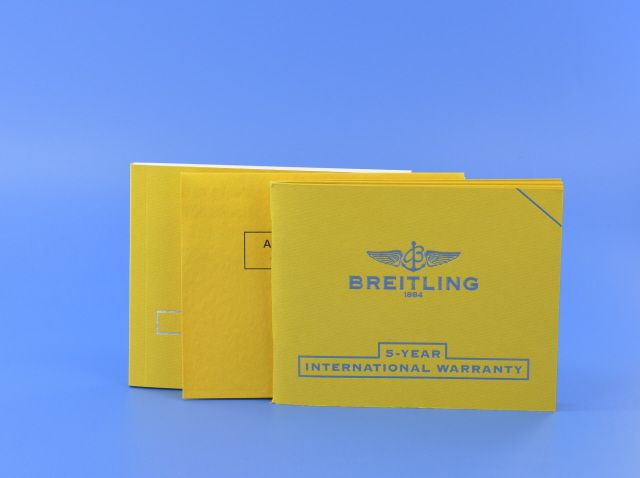 A
BREITLING
1884
5-YEAR
INTERNATIONAL WARRANTY